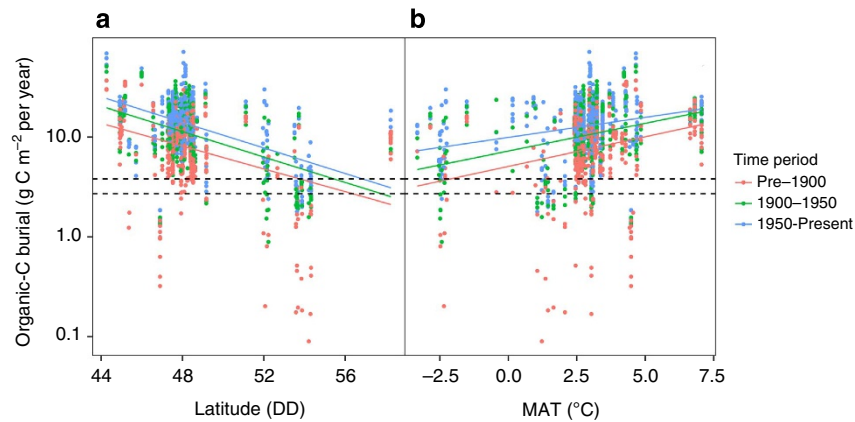 a b
Organic-C burial (g C m−2 per year)
10.0
1.0
0.1
44 48 52 56
Latitude (DD)
−2.5 0.0 2.5 5.0 7.5
MAT (°C)
Time period
Pre−1900
1900−1950
1950-Present